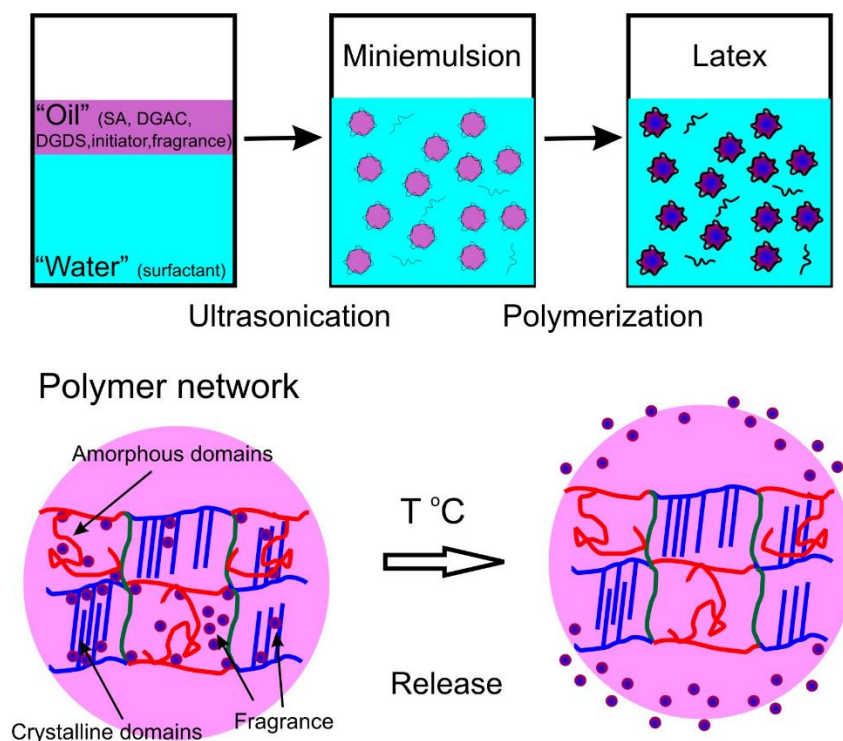 "Oil" (SA, DGAC,
DGDS,initiator,fragrance)
"Water" (surfactant)
Miniemulsion
Latex
Ultrasonication
Polymerization
Polymer network
Amorphous domains
T °C
Release
Crystalline domains
Fragrance